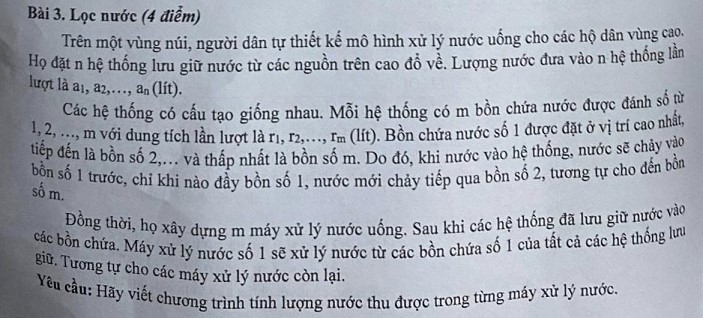 Bài 3. Lọc nước (4 điểm)
Trên một vùng núi, người dân tự thiết kế mô hình xử lý nước uống cho các hộ dân vùng cao.
Họ đặt n hệ thống lưu giữ nước từ các nguồn trên cao đổ về. Lượng nước đưa vào n hệ thống lần
lượt là a₁, a₂,…, aₙ (lít).
Các hệ thống có cấu tạo giống nhau. Mỗi hệ thống có m bồn chứa nước được đánh số từ
1, 2, …, m với dung tích lần lượt là r₁, r₂,…, rₘ (lít). Bồn chứa nước số 1 được đặt ở vị trí cao nhất,
tiếp đến là bồn số 2,… và thấp nhất là bồn số m. Do đó, khi nước vào hệ thống, nước sẽ chảy vào
bồn số 1 trước, chỉ khi nào đầy bồn số 1, nước mới chảy tiếp qua bồn số 2, tương tự cho đến bồn
số m.
Đồng thời, họ xây dựng m máy xử lý nước uống. Sau khi các hệ thống đã lưu giữ nước vào
các bồn chứa. Máy xử lý nước số 1 sẽ xử lý nước từ các bồn chứa số 1 của tất cả các hệ thống lưu
giữ. Tương tự cho các máy xử lý nước còn lại.
Yêu cầu: Hãy viết chương trình tính lượng nước thu được trong từng máy xử lý nước.